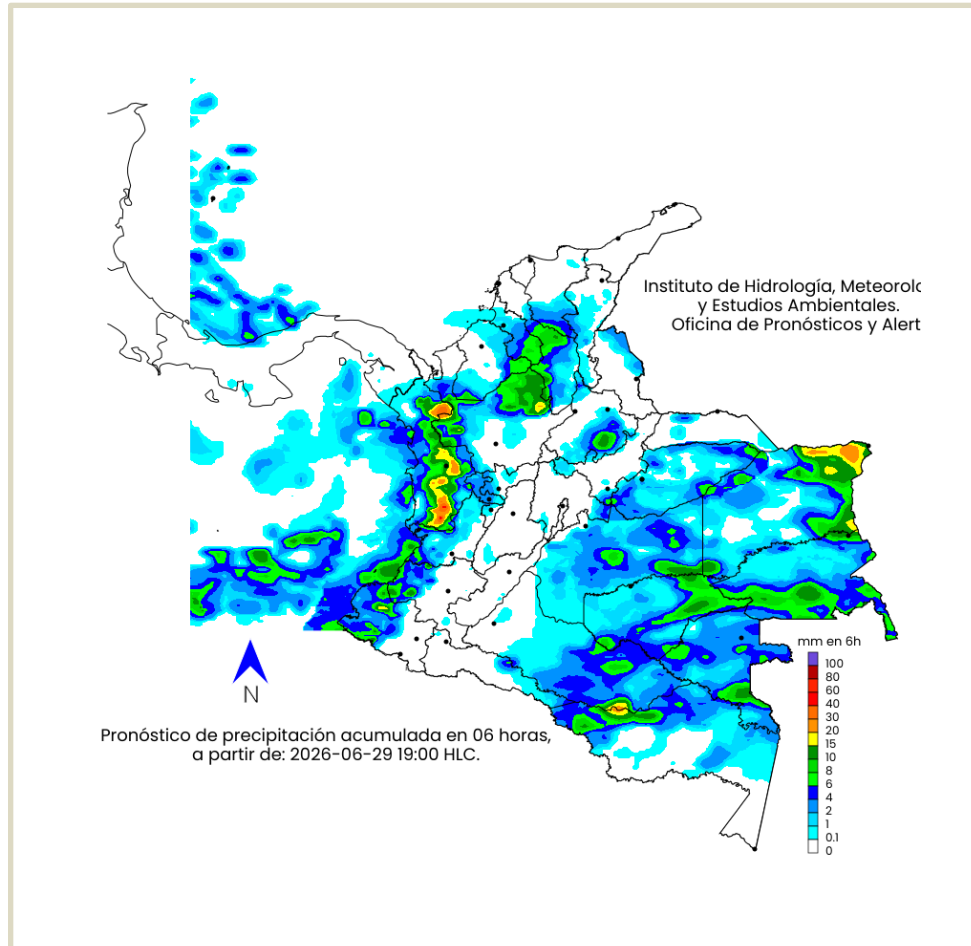 Instituto de Hidrología, Meteorolc
y Estudios Ambientales.
Oficina de Pronósticos y Alert
mm en 6h
100
80
60
40
30
20
15
10
8
6
4
2
1
0.1
0
N
Pronóstico de precipitación acumulada en 06 horas,
a partir de: 2026-06-29 19:00 HLC.